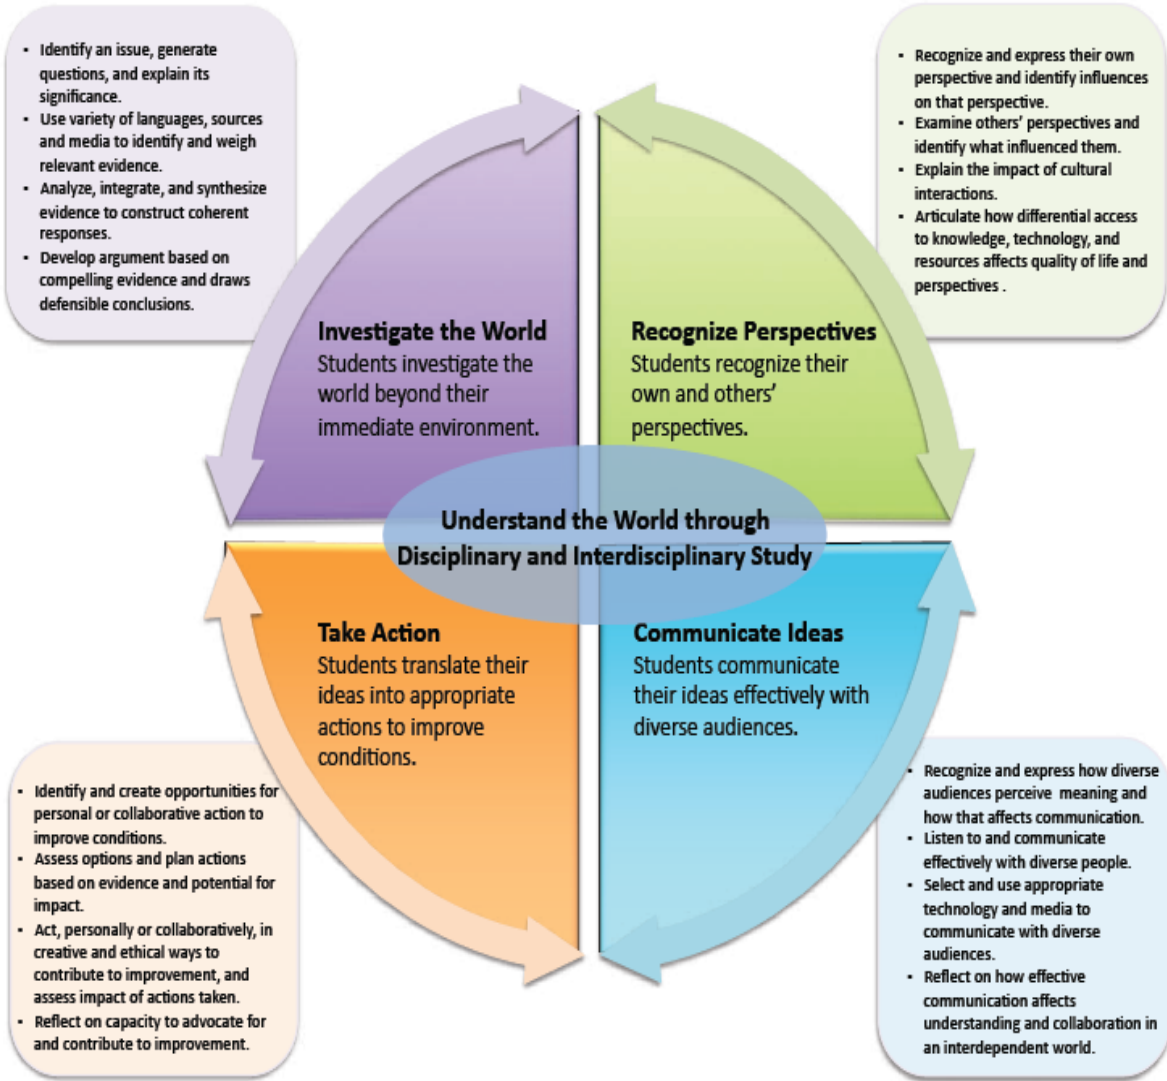 ▪ Identify an issue, generate
questions, and explain its
significance.
▪ Use variety of languages, sources
and media to identify and weigh
relevant evidence.
▪ Analyze, integrate, and synthesize
evidence to construct coherent
responses.
▪ Develop argument based on
compelling evidence and draws
defensible conclusions.
▪ Recognize and express their own
perspective and identify influences
on that perspective.
▪ Examine others’ perspectives and
identify what influenced them.
▪ Explain the impact of cultural
interactions.
▪ Articulate how differential access
to knowledge, technology, and
resources affects quality of life and
perspectives .
Investigate the World
Students investigate the
world beyond their
immediate environment.
Recognize Perspectives
Students recognize their
own and others’
perspectives.
Understand the World through
Disciplinary and Interdisciplinary Study
Take Action
Students translate their
ideas into appropriate
actions to improve
conditions.
Communicate Ideas
Students communicate
their ideas effectively with
diverse audiences.
▪ Identify and create opportunities for
personal or collaborative action to
improve conditions.
▪ Assess options and plan actions
based on evidence and potential for
impact.
▪ Act, personally or collaboratively, in
creative and ethical ways to
contribute to improvement, and
assess impact of actions taken.
▪ Reflect on capacity to advocate for
and contribute to improvement.
▪ Recognize and express how diverse
audiences perceive meaning and
how that affects communication.
▪ Listen to and communicate
effectively with diverse people.
▪ Select and use appropriate
technology and media to
communicate with diverse
audiences.
▪ Reflect on how effective
communication affects
understanding and collaboration in
an interdependent world.